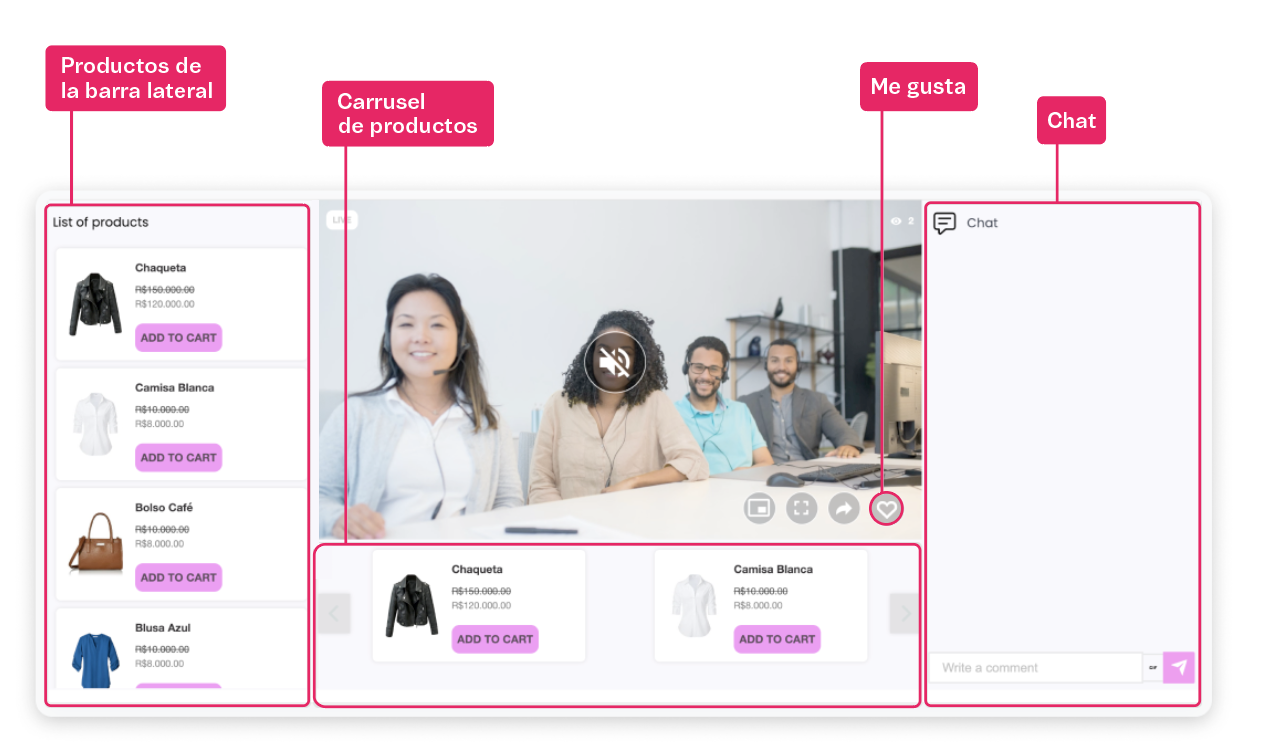 Productos de
la barra lateral
Carrusel
de productos
Me gusta
Chat
List of products
Chaqueta
R$150.000.00
R$120.000.00
ADD TO CART
Camisa Blanca
R$10.000.00
R$8.000.00
ADD TO CART
Bolso Café
R$10.000.00
R$8.000.00
ADD TO CART
Blusa Azul
R$10.000.00
R$8.000.00
LIVE
2
Chaqueta
R$150.000.00
R$120.000.00
ADD TO CART
Camisa Blanca
R$10.000.00
R$8.000.00
ADD TO CART
Chat
Write a comment
GIF